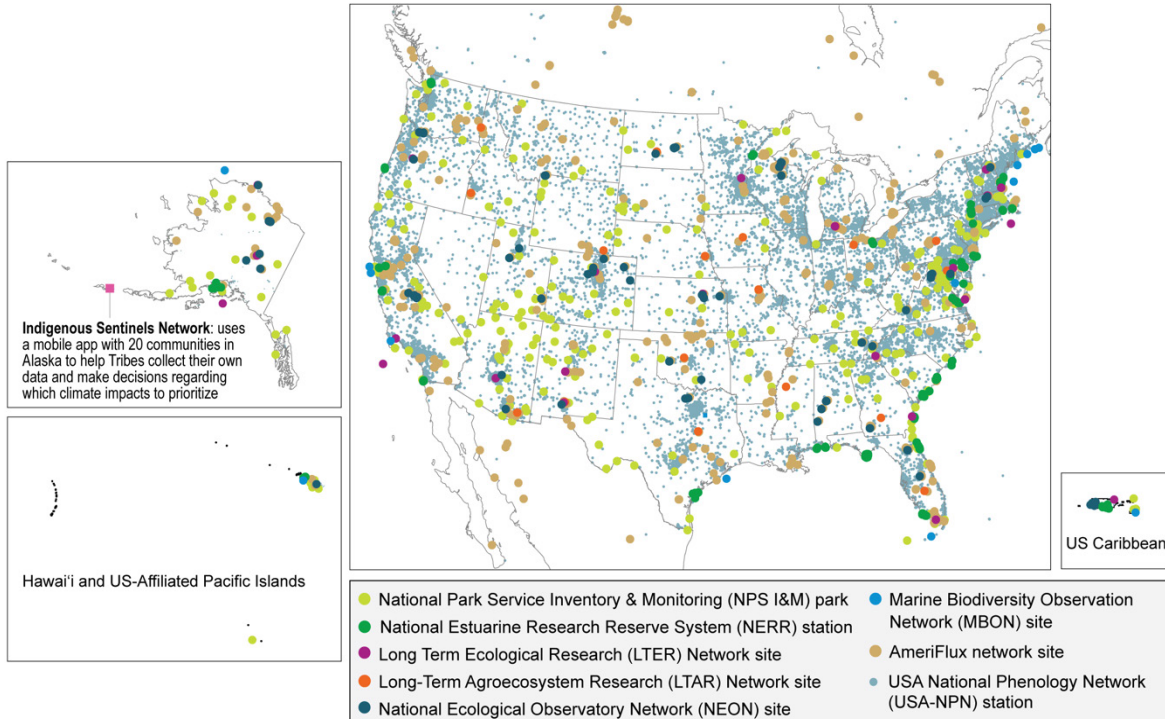 Indigenous Sentinels Network: uses
a mobile app with 20 communities in
Alaska to help Tribes collect their own
data and make decisions regarding
which climate impacts to prioritize
Hawaiʻi and US-Affiliated Pacific Islands
US Caribbean
National Park Service Inventory & Monitoring (NPS I&M) park
National Estuarine Research Reserve System (NERR) station
Long Term Ecological Research (LTER) Network site
Long-Term Agroecosystem Research (LTAR) Network site
National Ecological Observatory Network (NEON) site
Marine Biodiversity Observation
Network (MBON) site
AmeriFlux network site
USA National Phenology Network
(USA-NPN) station